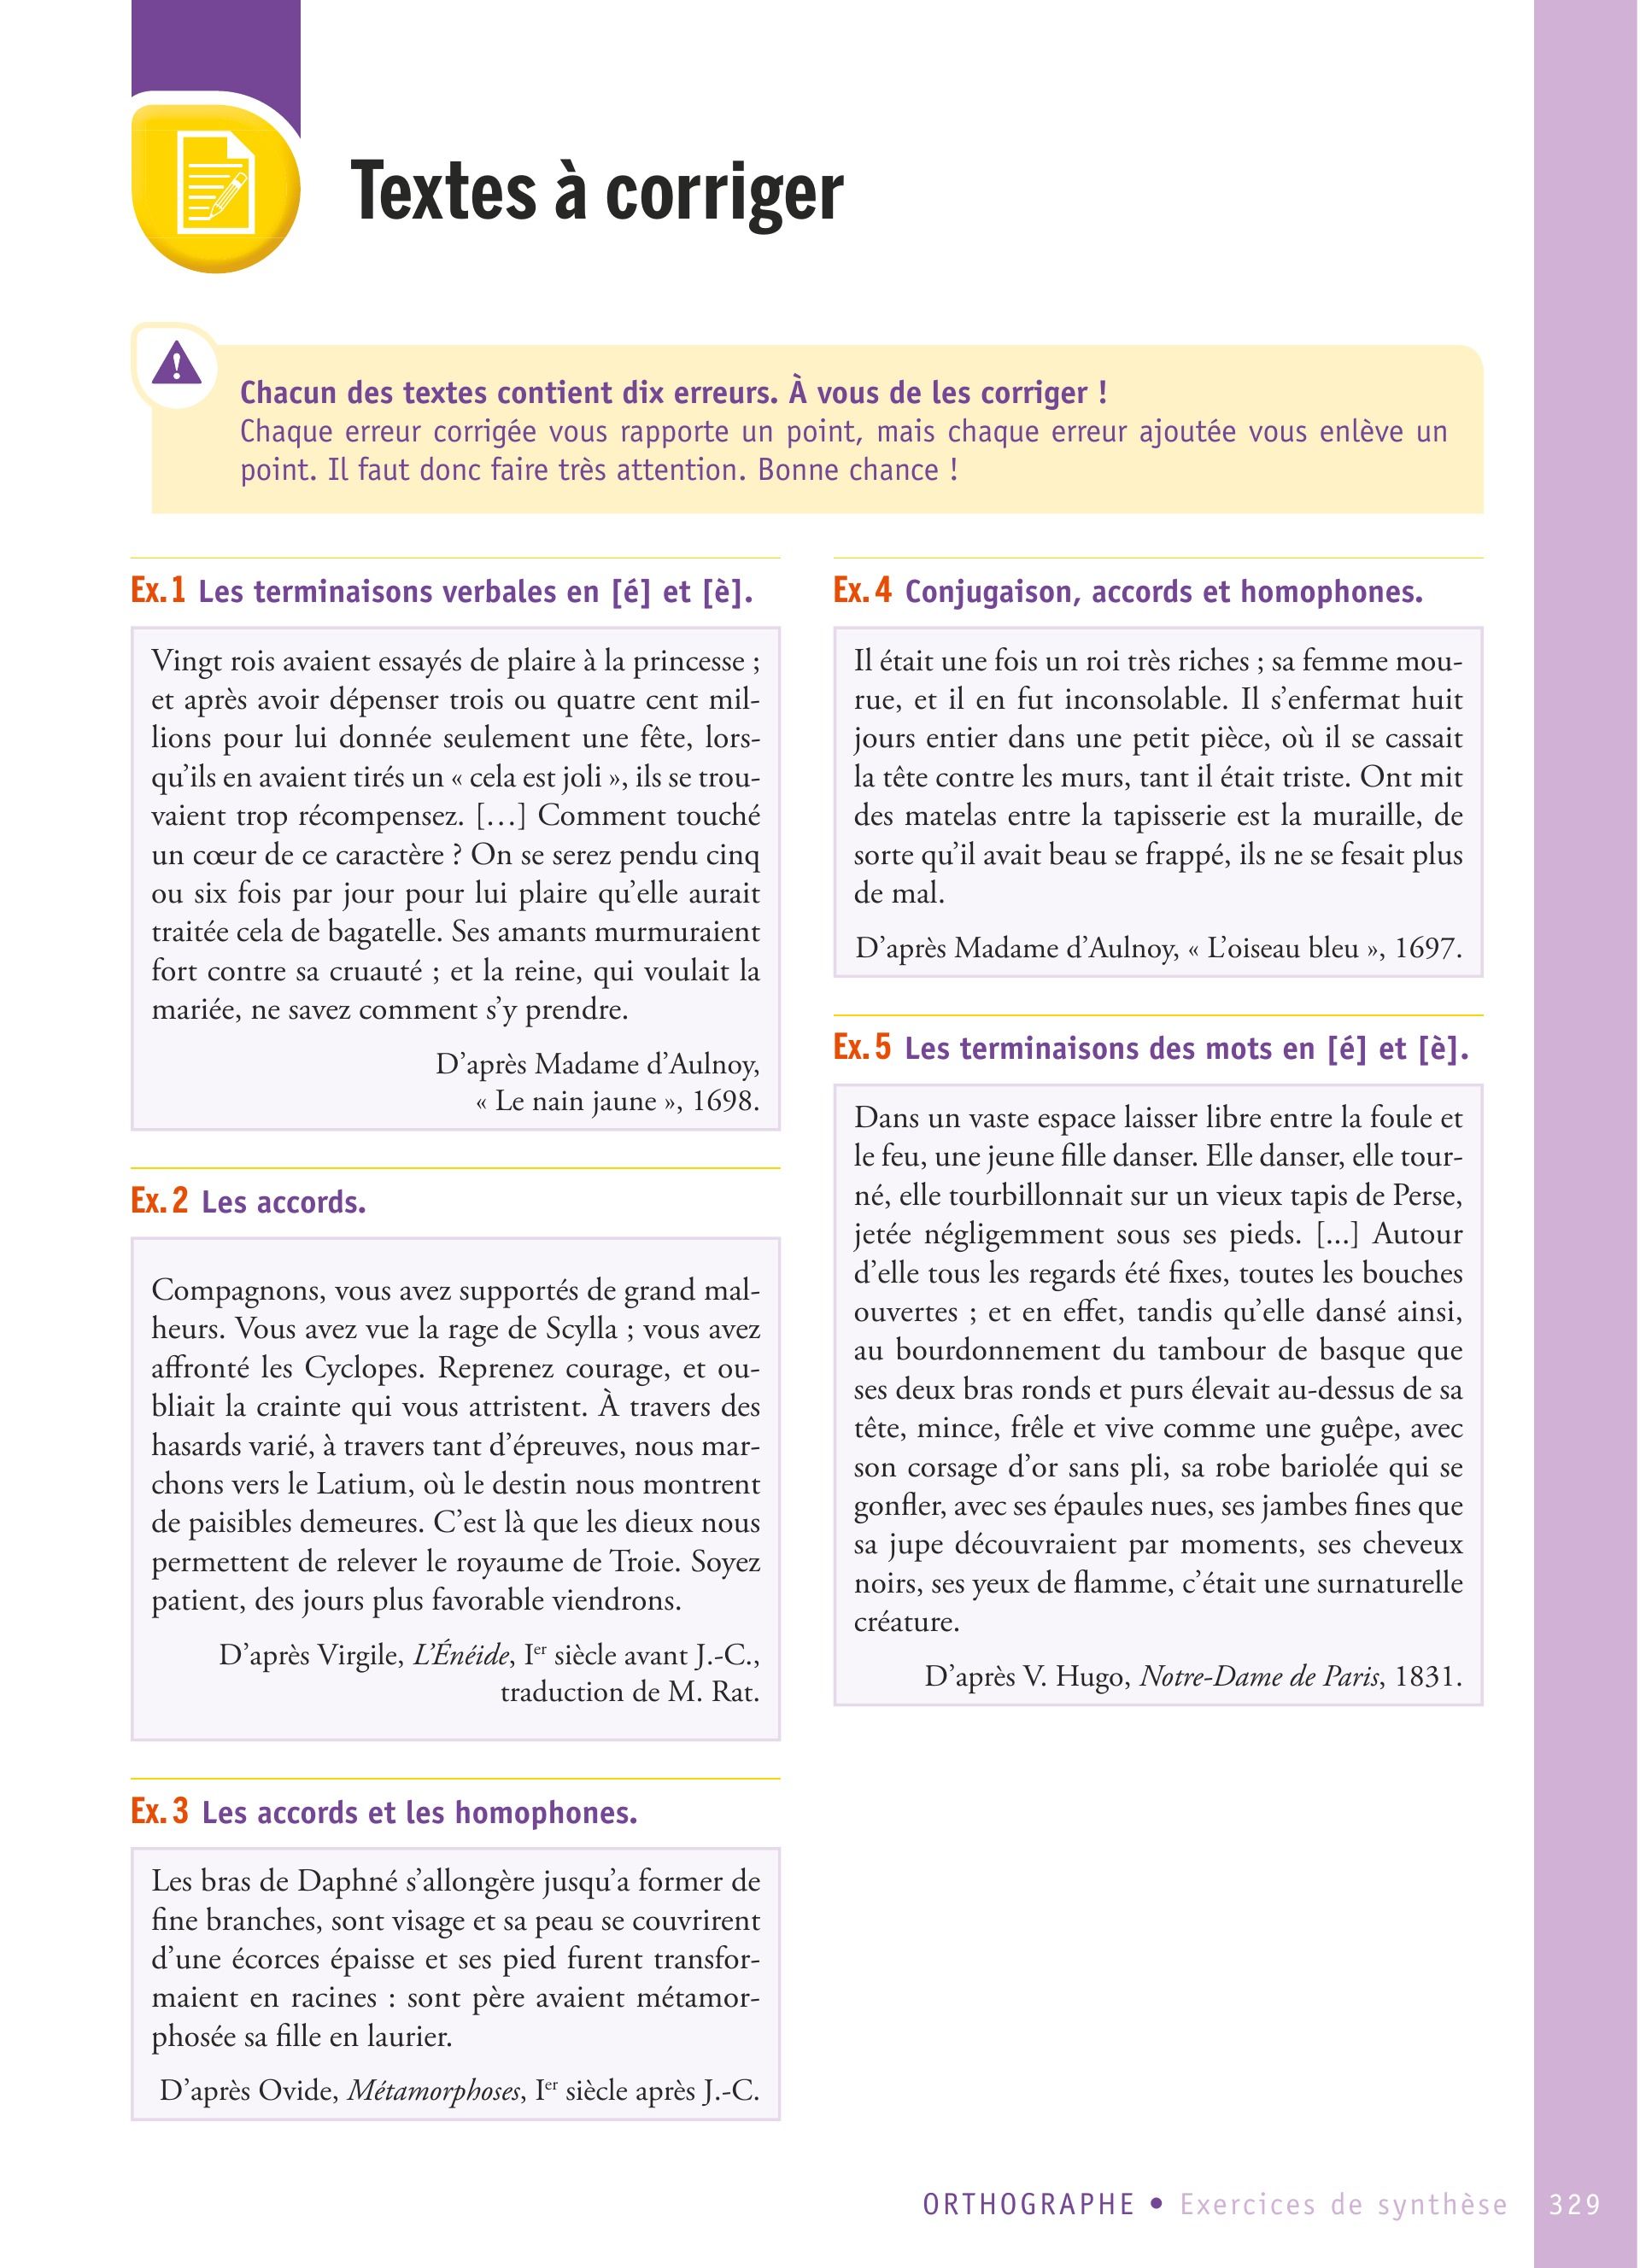 Textes à corriger
Chacun des textes contient dix erreurs. À vous de les corriger !
Chaque erreur corrigée vous rapporte un point, mais chaque erreur ajoutée vous enlève un
point. Il faut donc faire très attention. Bonne chance !
Ex. 1 Les terminaisons verbales en [é] et [è].
Vingt rois avaient essayés de plaire à la princesse ;
et après avoir dépenser trois ou quatre cent mil-
lions pour lui donnée seulement une fête, lors-
qu’ils en avaient tirés un « cela est joli », ils se trou-
vaient trop récompensez. […] Comment touché
un cœur de ce caractère ? On se serez pendu cinq
ou six fois par jour pour lui plaire qu’elle aurait
traitée cela de bagatelle. Ses amants murmuraient
fort contre sa cruauté ; et la reine, qui voulait la
mariée, ne savez comment s’y prendre.
D’après Madame d’Aulnoy,
« Le nain jaune », 1698.
Ex. 2 Les accords.
Compagnons, vous avez supportés de grand mal-
heurs. Vous avez vue la rage de Scylla ; vous avez
affronté les Cyclopes. Reprenez courage, et ou-
bliait la crainte qui vous attristent. À travers des
hasards varié, à travers tant d’épreuves, nous mar-
chons vers le Latium, où le destin nous montrent
de paisibles demeures. C’est là que les dieux nous
permettent de relever le royaume de Troie. Soyez
patient, des jours plus favorable viendrons.
D’après Virgile, L’Énéide, Ier siècle avant J.-C.,
traduction de M. Rat.
Ex. 3 Les accords et les homophones.
Les bras de Daphné s’allongère jusqu’a former de
fine branches, sont visage et sa peau se couvrirent
d’une écorces épaisse et ses pied furent transfor-
maient en racines : sont père avaient métamor-
phosée sa fille en laurier.
D’après Ovide, Métamorphoses, Ier siècle après J.-C.
Ex. 4 Conjugaison, accords et homophones.
Il était une fois un roi très riches ; sa femme mou-
rue, et il en fut inconsolable. Il s’enfermat huit
jours entier dans une petit pièce, où il se cassait
la tête contre les murs, tant il était triste. Ont mit
des matelas entre la tapisserie est la muraille, de
sorte qu’il avait beau se frappé, ils ne se fesait plus
de mal.
D’après Madame d’Aulnoy, « L’oiseau bleu », 1697.
Ex. 5 Les terminaisons des mots en [é] et [è].
Dans un vaste espace laisser libre entre la foule et
le feu, une jeune fille danser. Elle danser, elle tour-
né, elle tourbillonnait sur un vieux tapis de Perse,
jetée négligemment sous ses pieds. [...] Autour
d’elle tous les regards été fixes, toutes les bouches
ouvertes ; et en effet, tandis qu’elle dansé ainsi,
au bourdonnement du tambour de basque que
ses deux bras ronds et purs élevait au-dessus de sa
tête, mince, frêle et vive comme une guêpe, avec
son corsage d’or sans pli, sa robe bariolée qui se
gonfler, avec ses épaules nues, ses jambes fines que
sa jupe découvraient par moments, ses cheveux
noirs, ses yeux de flamme, c’était une surnaturelle
créature.
D’après V. Hugo, Notre-Dame de Paris, 1831.
ORTHOGRAPHE • Exercices de synthèse 329